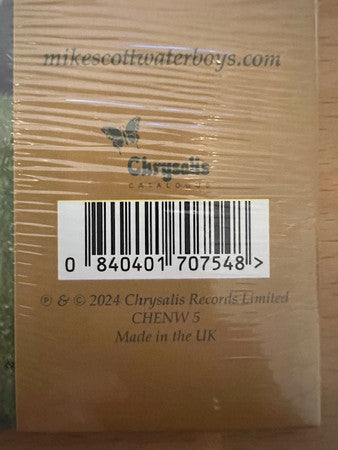 mikescottwaterboys.com
Chrysalis
CATALOGUE
0 840401 707548 >
℗ & © 2024 Chrysalis Records Limited
CHENW 5
Made in the UK